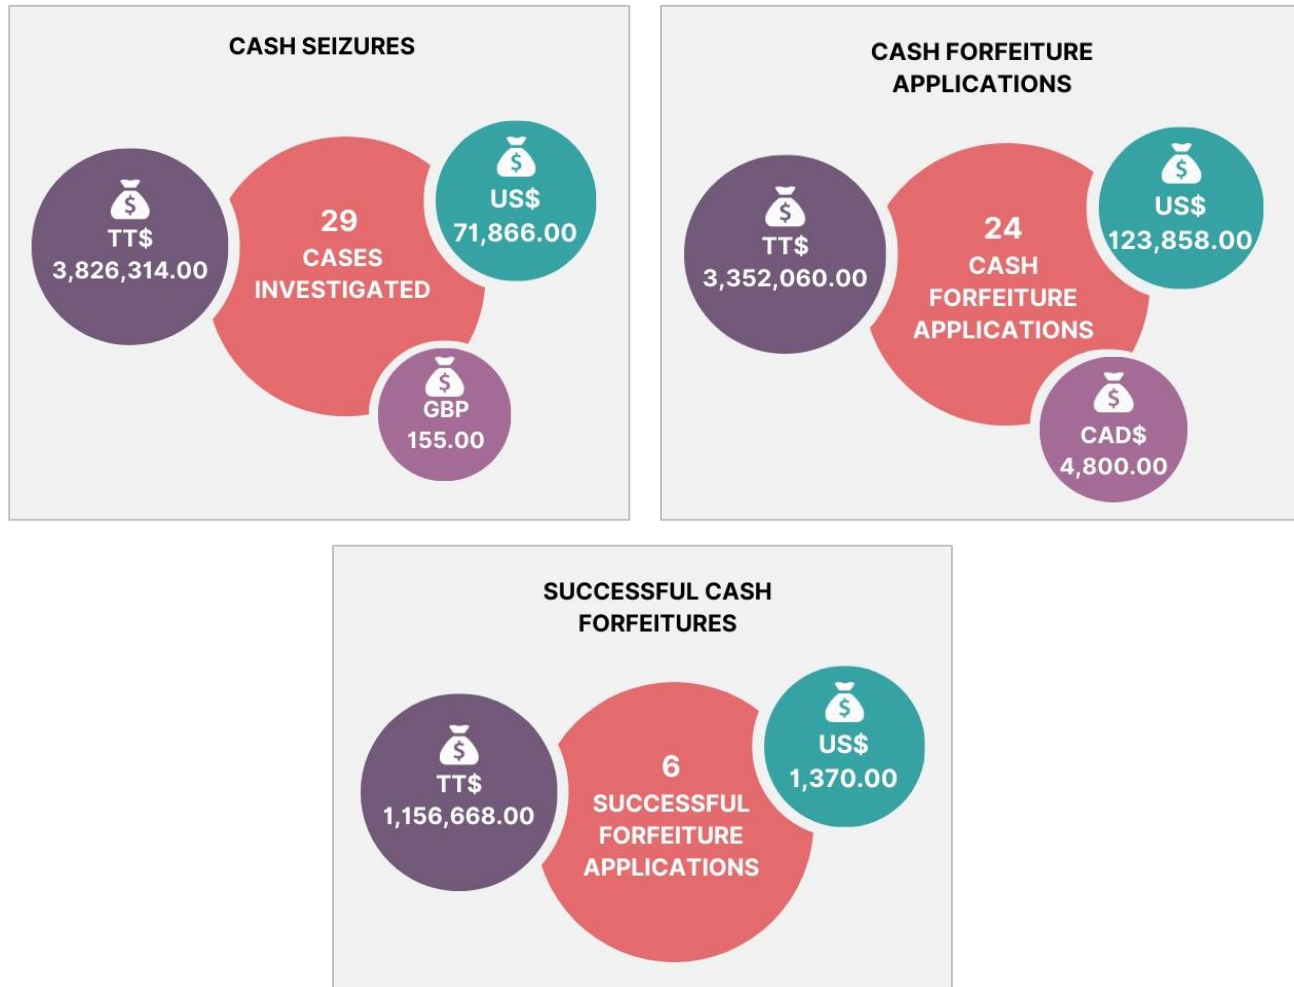 CASH SEIZURES
29
CASES
INVESTIGATED
TT$
3,826,314.00
US$
71,866.00
GBP
155.00
CASH FORFEITURE
APPLICATIONS
24
CASH
FORFEITURE
APPLICATIONS
TT$
3,352,060.00
US$
123,858.00
CAD$
4,800.00
SUCCESSFUL CASH
FORFEITURES
6
SUCCESSFUL
FORFEITURE
APPLICATIONS
TT$
1,156,668.00
US$
1,370.00